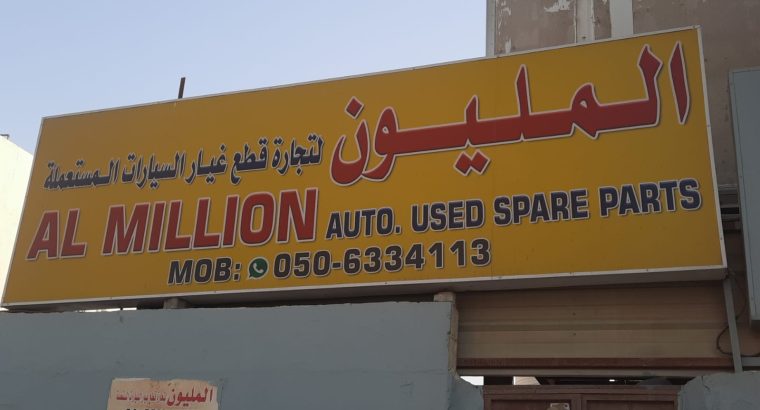 المليون لتجارة قطع غيار السيارات المستعملة
AL MILLION AUTO. USED SPARE PARTS
MOB: 050-6334113
المليون